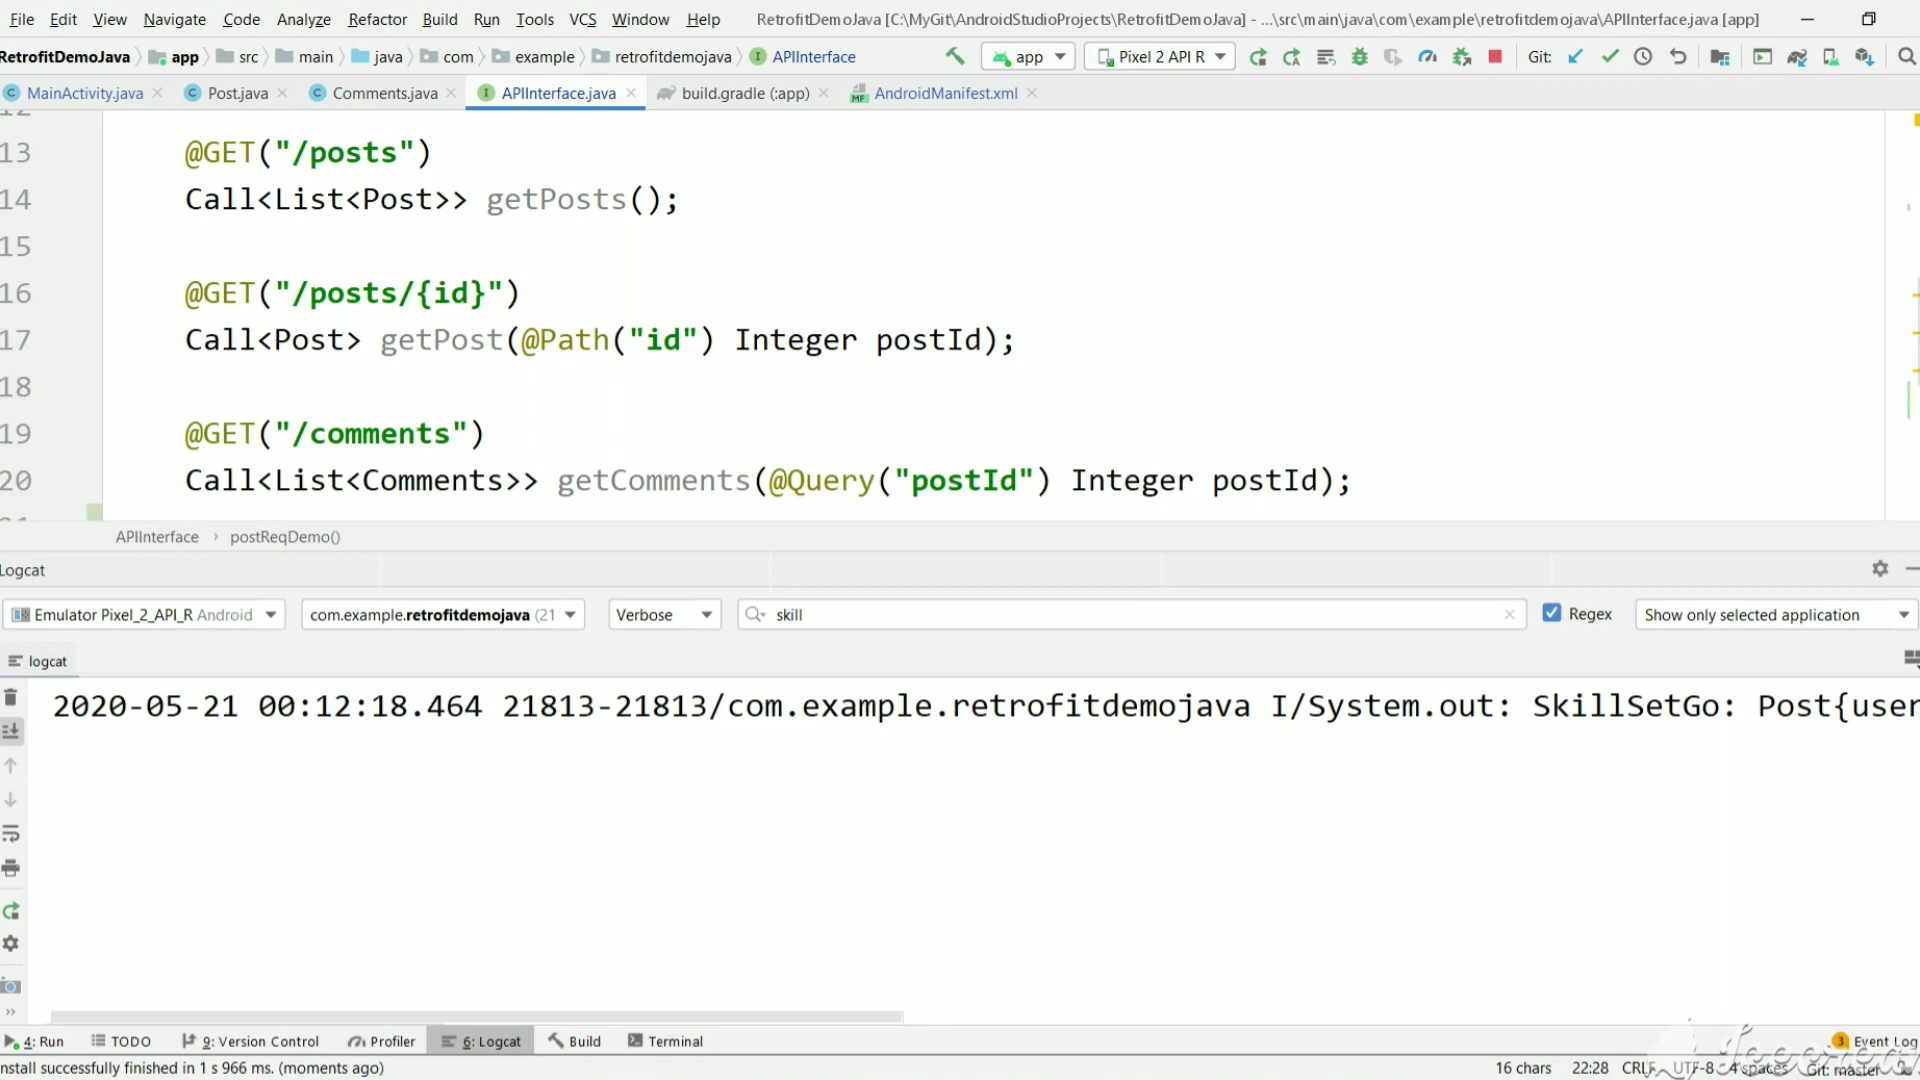 File Edit View Navigate Code Analyze Refactor Build Run Tools VCS Window Help RetrofitDemoJava [C:\MyGit\AndroidStudioProjects\RetrofitDemoJava] - ...\src\main\java\com\example\retrofitdemojava\APIInterface.java [app]
RetrofitDemoJava app src main java com example retrofitdemojava APIInterface app Pixel 2 API R Git:
MainActivity.java Post.java Comments.java APIInterface.java build.gradle (:app) AndroidManifest.xml
12
13 @GET("/posts")
14 Call<List<Post>> getPosts();
15
16 @GET("/posts/{id}")
17 Call<Post> getPost(@Path("id") Integer postId);
18
19 @GET("/comments")
20 Call<List<Comments>> getComments(@Query("postId") Integer postId);
APIInterface › postReqDemo()
Logcat
Emulator Pixel_2_API_R Android com.example.retrofitdemojava (21 Verbose skill Regex Show only selected application
logcat
2020-05-21 00:12:18.464 21813-21813/com.example.retrofitdemojava I/System.out: SkillSetGo: Post{user
4: Run TODO 9: Version Control Profiler 6: Logcat Build Terminal 3 Event Log
nstall successfully finished in 1 s 966 ms. (moments ago) 16 chars 22:28 CRLF UTF-8 4 spaces Git: master